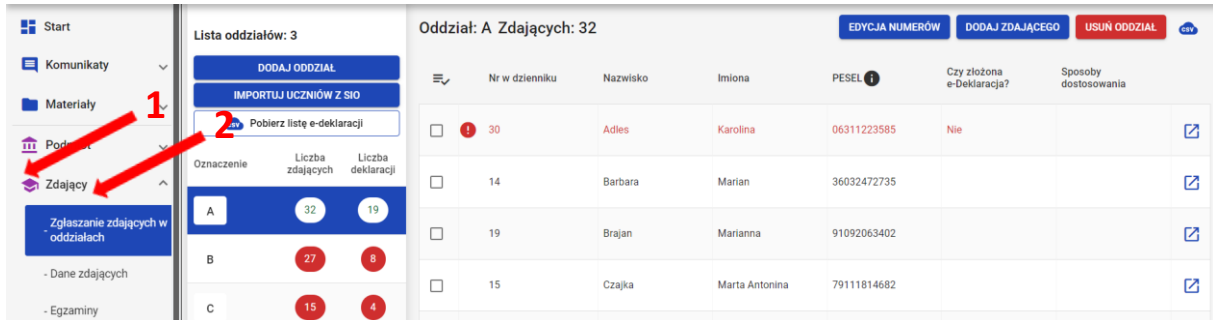 Start
Komunikaty
Materiały
1
2
Zdający
- Zgłaszanie zdających w
oddziałach
- Dane zdających
- Egzaminy
Lista oddziałów: 3
DODAJ ODDZIAŁ
IMPORTUJ UCZNIÓW Z SIO
Pobierz listę e-deklaracji
Oznaczenie Liczba zdających Liczba deklaracji
A 32 19
B 27 8
C 15 4
Oddział: A Zdających: 32
EDYCJA NUMERÓW DODAJ ZDAJĄCEGO USUŃ ODDZIAŁ CSV
Nr w dzienniku Nazwisko Imiona PESEL Czy złożona e-Deklaracja? Sposoby dostosowania
30 Adles Karolina 06311223585 Nie
14 Barbara Marian 36032472735
19 Brajan Marianna 91092063402
15 Czajka Marta Antonina 79111814682